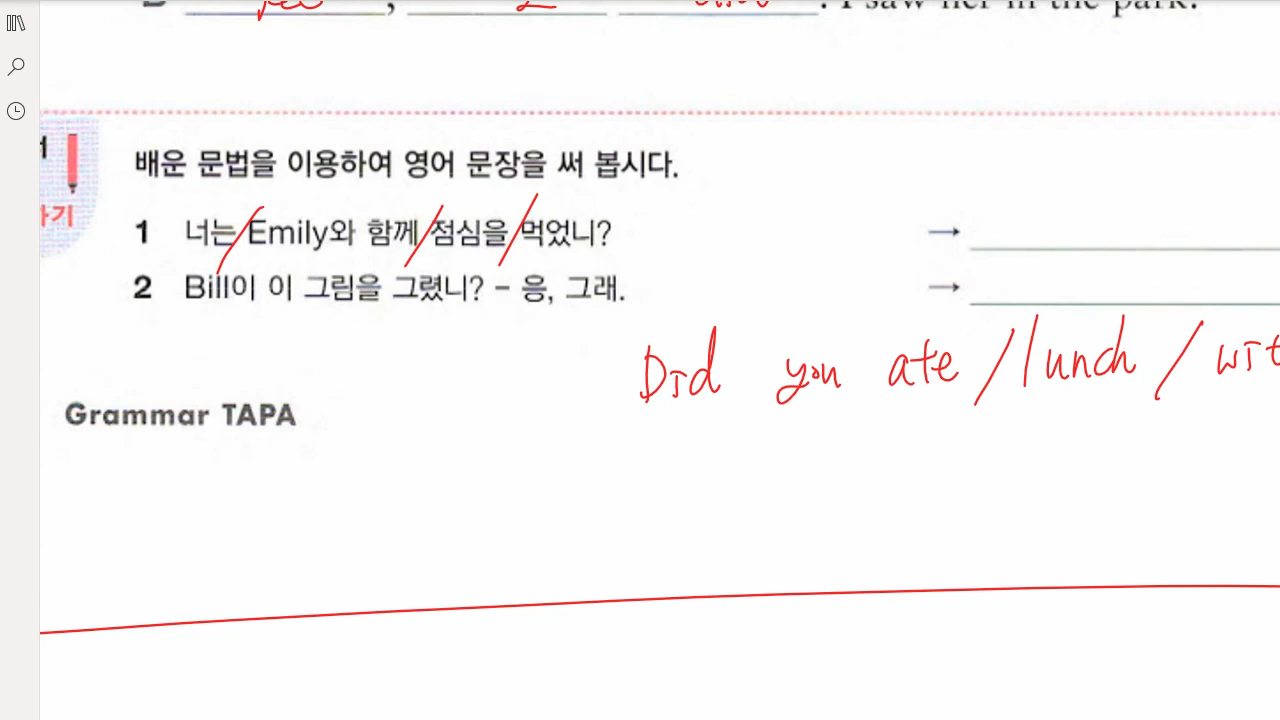 I saw her in the park.
배운 문법을 이용하여 영어 문장을 써 봅시다.
1 너는 Emily와 함께 점심을 먹었니? →
2 Bill이 이 그림을 그렸니? – 응, 그래. →
Did you ate / lunch /
Grammar TAPA